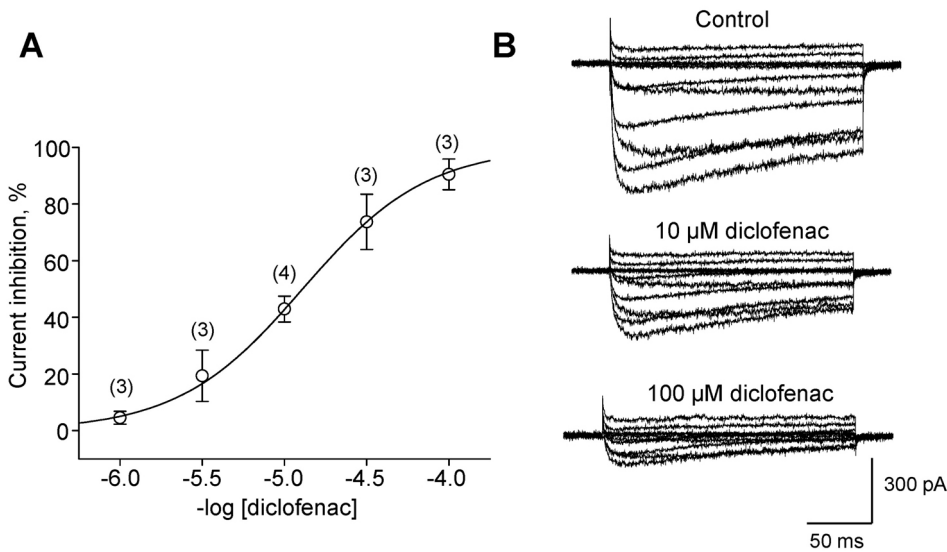 A
B
Control
100
80
60
40
20
0
Current inhibition, %
(3)
(3)
(4)
(3)
(3)
-6.0 -5.5 -5.0 -4.5 -4.0
-log [diclofenac]
10 µM diclofenac
100 µM diclofenac
300 pA
50 ms